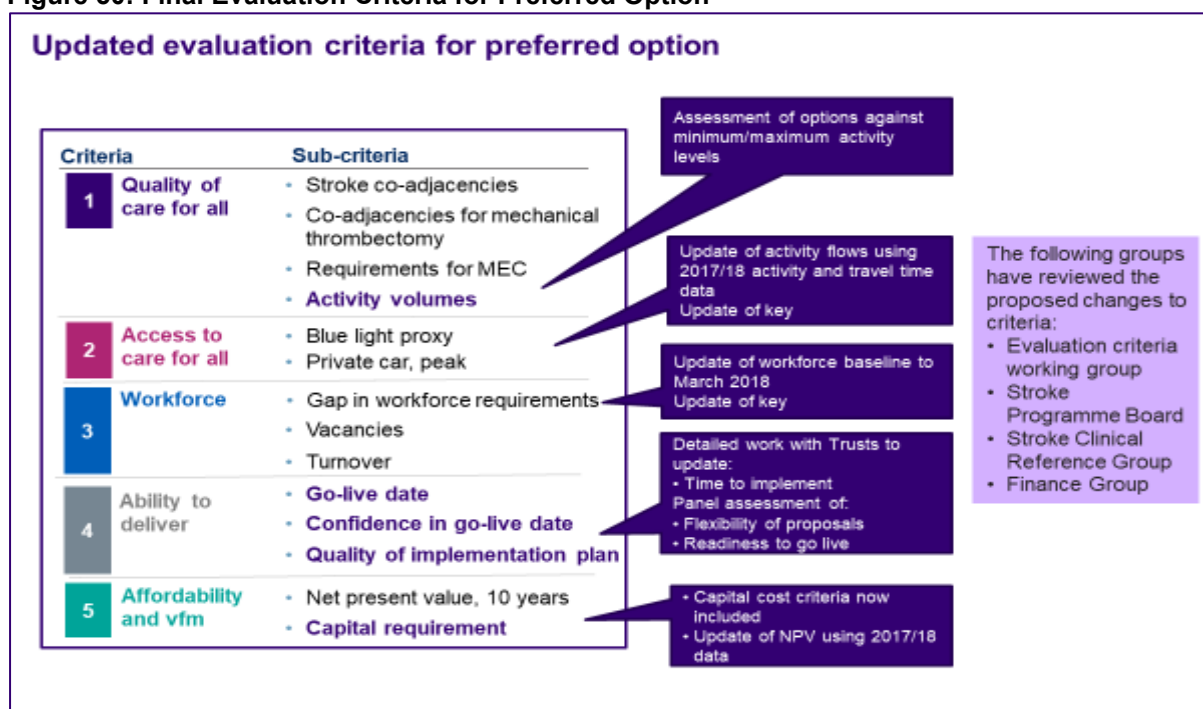 Figure 30: Final Evaluation Criteria for Preferred Option
Updated evaluation criteria for preferred option
Criteria
Sub-criteria
1
Quality of
care for all
• Stroke co-adjacencies
• Co-adjacencies for mechanical
thrombectomy
• Requirements for MEC
• Activity volumes
2
Access to
care for all
• Blue light proxy
• Private car, peak
3
Workforce
• Gap in workforce requirements
• Vacancies
• Turnover
4
Ability to
deliver
• Go-live date
• Confidence in go-live date
• Quality of implementation plan
5
Affordability
and vfm
• Net present value, 10 years
• Capital requirement
Assessment of options against
minimum/maximum activity
levels
Update of activity flows using
2017/18 activity and travel time
data
Update of key
Update of workforce baseline to
March 2018
Update of key
Detailed work with Trusts to
update:
• Time to implement
Panel assessment of:
• Flexibility of proposals
• Readiness to go live
• Capital cost criteria now
included
• Update of NPV using 2017/18
data
The following groups
have reviewed the
proposed changes to
criteria:
• Evaluation criteria
working group
• Stroke
Programme Board
• Stroke Clinical
Reference Group
• Finance Group